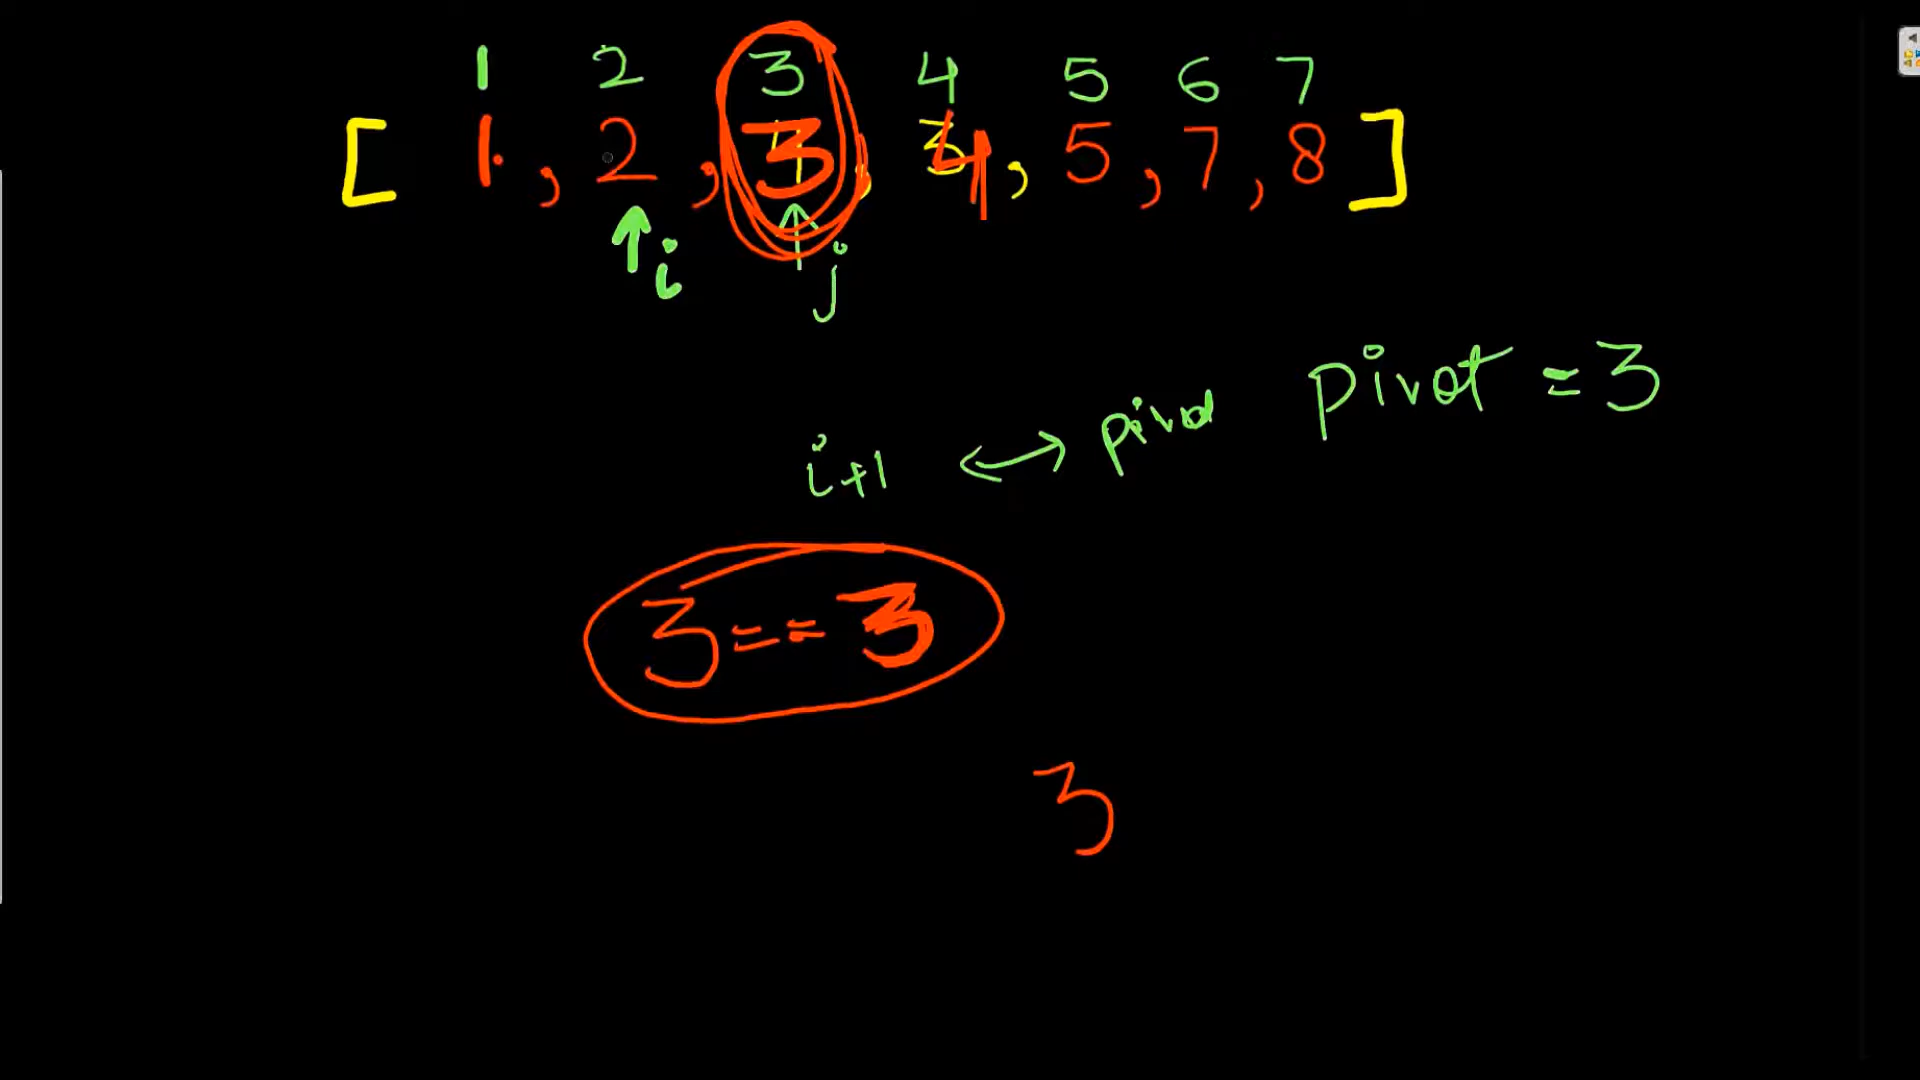 1 2 3 4 5 6 7
[ 1, 2, 3, 4, 5, 7, 8 ]
i j
pivot = 3
i+1 ↔ pivot
3 == 3
3